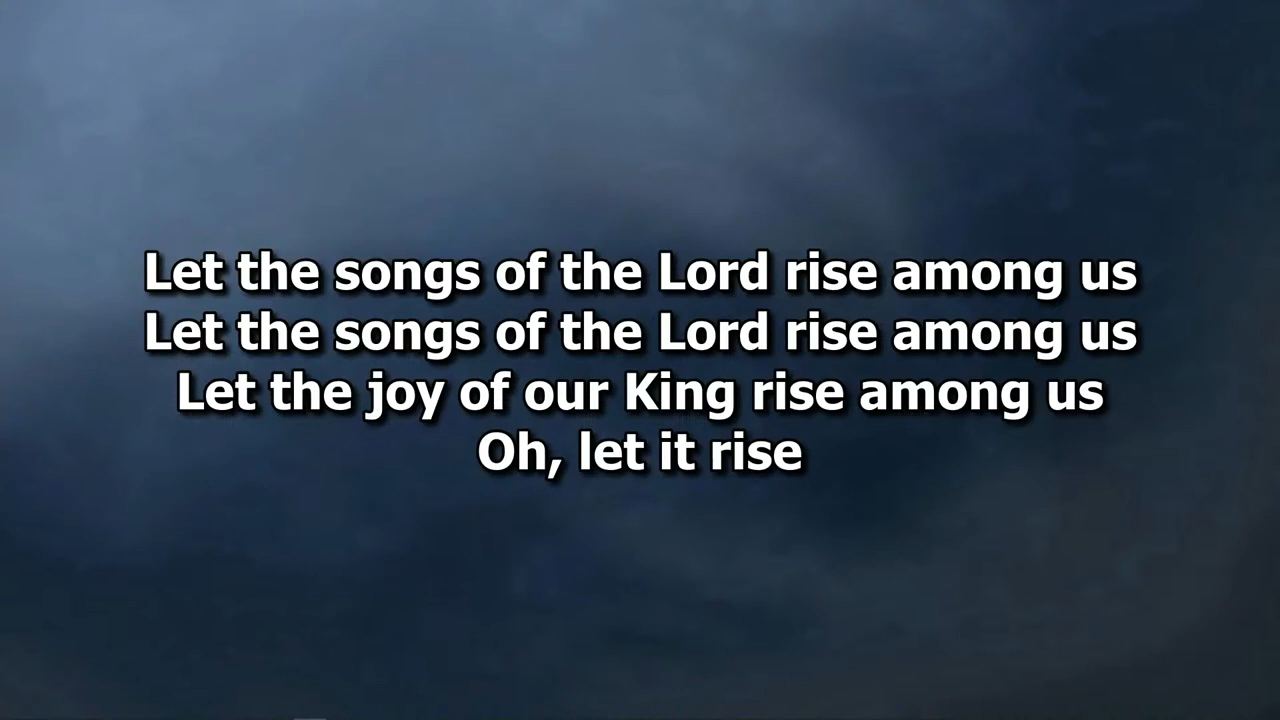 Let the songs of the Lord rise among us
Let the songs of the Lord rise among us
Let the joy of our King rise among us
Oh, let it rise